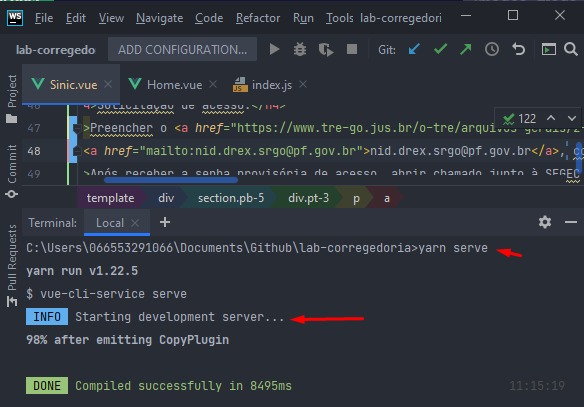 WS File Edit View Navigate Code Refactor Run Tools VCS lab-corregedori
lab-corregedo ADD CONFIGURATION... Git:
Sinic.vue Home.vue index.js
Project
Commit
Pull Requests
46 4>Solicitação de acesso:</h4>
122
47 >Preencher o <a href="https://www.tre-go.jus.br/o-tre/arquivos-gerais/
48 <a href="mailto:nid.drex.srgo@pf.gov.br">nid.drex.srgo@pf.gov.br</a>,
49 >Após receber a senha provisória de acesso, abrir chamado junto à SEGEC
template div section.pb-5 div.pt-3 p a
Terminal: Local × +
C:\Users\066553291066\Documents\Github\lab-corregedoria>yarn serve
yarn run v1.22.5
$ vue-cli-service serve
INFO Starting development server...
98% after emitting CopyPlugin
DONE Compiled successfully in 8495ms 11:15:19